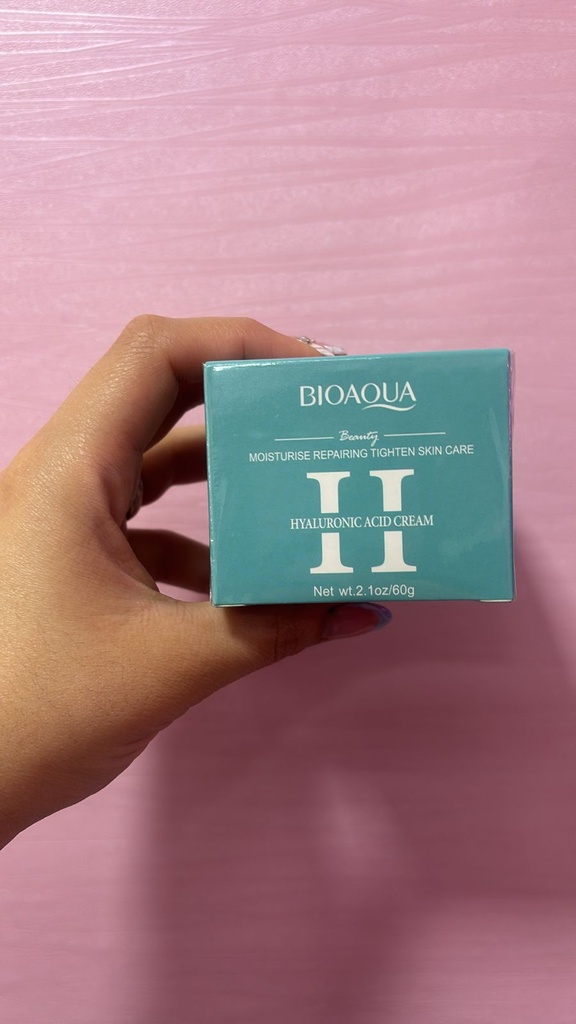 BIOAQUA
Beauty
MOISTURISE REPAIRING TIGHTEN SKIN CARE
H
HYALURONIC ACID CREAM
Net wt.2.1oz/60g